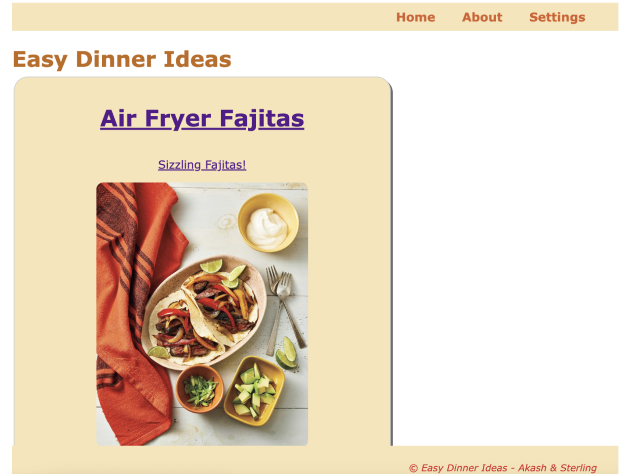 Home About Settings
Easy Dinner Ideas
Air Fryer Fajitas
Sizzling Fajitas!
© Easy Dinner Ideas - Akash & Sterling